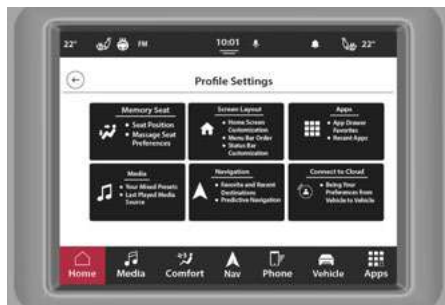 22° FM 10:01 22°
Profile Settings
Memory Seat
• Seat Position
• Massage Seat
Preferences
Screen Layout
• Home Screen
Customization
• Menu Bar Order
• Status Bar
Customization
Apps
• App Drawer
Favorites
• Recent Apps
Media
• Your Mixed Presets
• Last Played Media
Source
Navigation
• Favorite and Recent
Destinations
• Predictive Navigation
Connect to Cloud
• Bring Your
Preferences from
Vehicle to Vehicle
Home Media Comfort Nav Phone Vehicle Apps